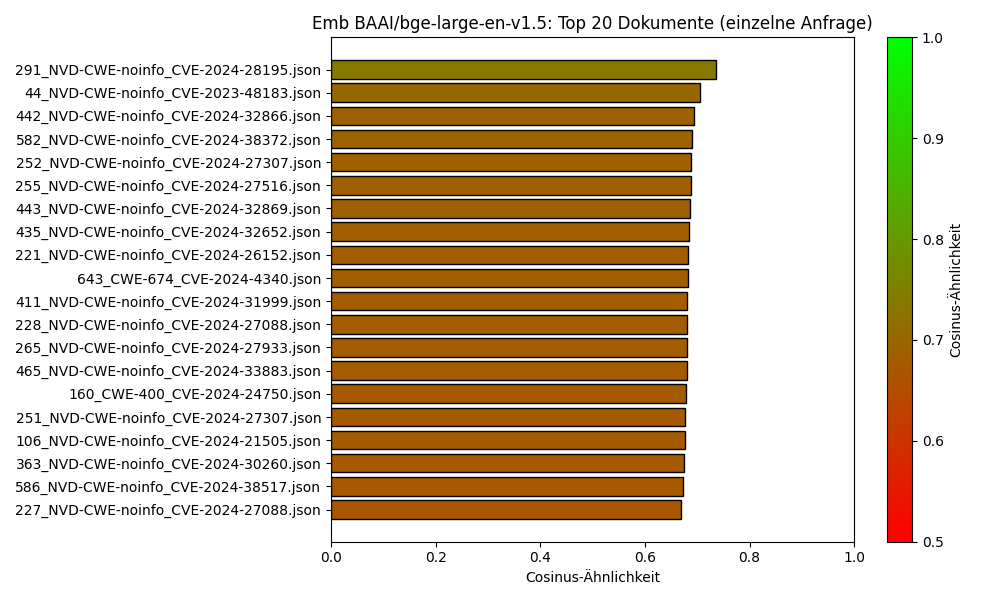 Emb BAAI/bge-large-en-v1.5: Top 20 Dokumente (einzelne Anfrage)
291_NVD-CWE-noinfo_CVE-2024-28195.json
44_NVD-CWE-noinfo_CVE-2023-48183.json
442_NVD-CWE-noinfo_CVE-2024-32866.json
582_NVD-CWE-noinfo_CVE-2024-38372.json
252_NVD-CWE-noinfo_CVE-2024-27307.json
255_NVD-CWE-noinfo_CVE-2024-27516.json
443_NVD-CWE-noinfo_CVE-2024-32869.json
435_NVD-CWE-noinfo_CVE-2024-32652.json
221_NVD-CWE-noinfo_CVE-2024-26152.json
643_CWE-674_CVE-2024-4340.json
411_NVD-CWE-noinfo_CVE-2024-31999.json
228_NVD-CWE-noinfo_CVE-2024-27088.json
265_NVD-CWE-noinfo_CVE-2024-27933.json
465_NVD-CWE-noinfo_CVE-2024-33883.json
160_CWE-400_CVE-2024-24750.json
251_NVD-CWE-noinfo_CVE-2024-27307.json
106_NVD-CWE-noinfo_CVE-2024-21505.json
363_NVD-CWE-noinfo_CVE-2024-30260.json
586_NVD-CWE-noinfo_CVE-2024-38517.json
227_NVD-CWE-noinfo_CVE-2024-27088.json
0.0 0.2 0.4 0.6 0.8 1.0
Cosinus-Ähnlichkeit
1.0
0.9
0.8
0.7
0.6
0.5
Cosinus-Ähnlichkeit